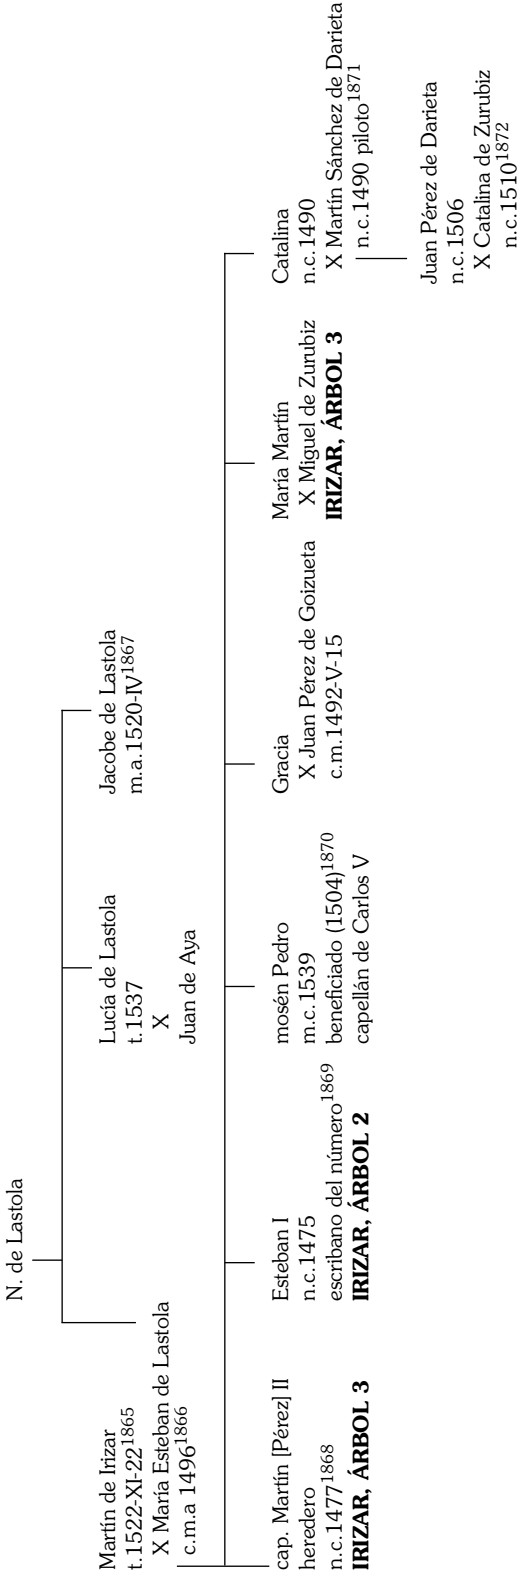 N. de Lastola
Martín de Irizar
t.1522-XI-22¹⁸⁶⁵
X María Esteban de Lastola
c.m.a 1496¹⁸⁶⁶
Lucía de Lastola
t.1537
X
Juan de Aya
Jacobe de Lastola
m.a.1520-IV¹⁸⁶⁷
cap. Martín [Pérez] II
heredero
n.c.1477¹⁸⁶⁸
IRIZAR, ÁRBOL 3
Esteban I
n.c.1475
escribano del número¹⁸⁶⁹
IRIZAR, ÁRBOL 2
mosén Pedro
m.c.1539
beneficiado (1504)¹⁸⁷⁰
capellán de Carlos V
Gracia
X Juan Pérez de Goizueta
c.m.1492-V-15
María Martín
X Miguel de Zurubiz
IRIZAR, ÁRBOL 3
Catalina
n.c.1490
X Martín Sánchez de Darieta
n.c.1490 piloto¹⁸⁷¹
Juan Pérez de Darieta
n.c.1506
X Catalina de Zurubiz
n.c.1510¹⁸⁷²